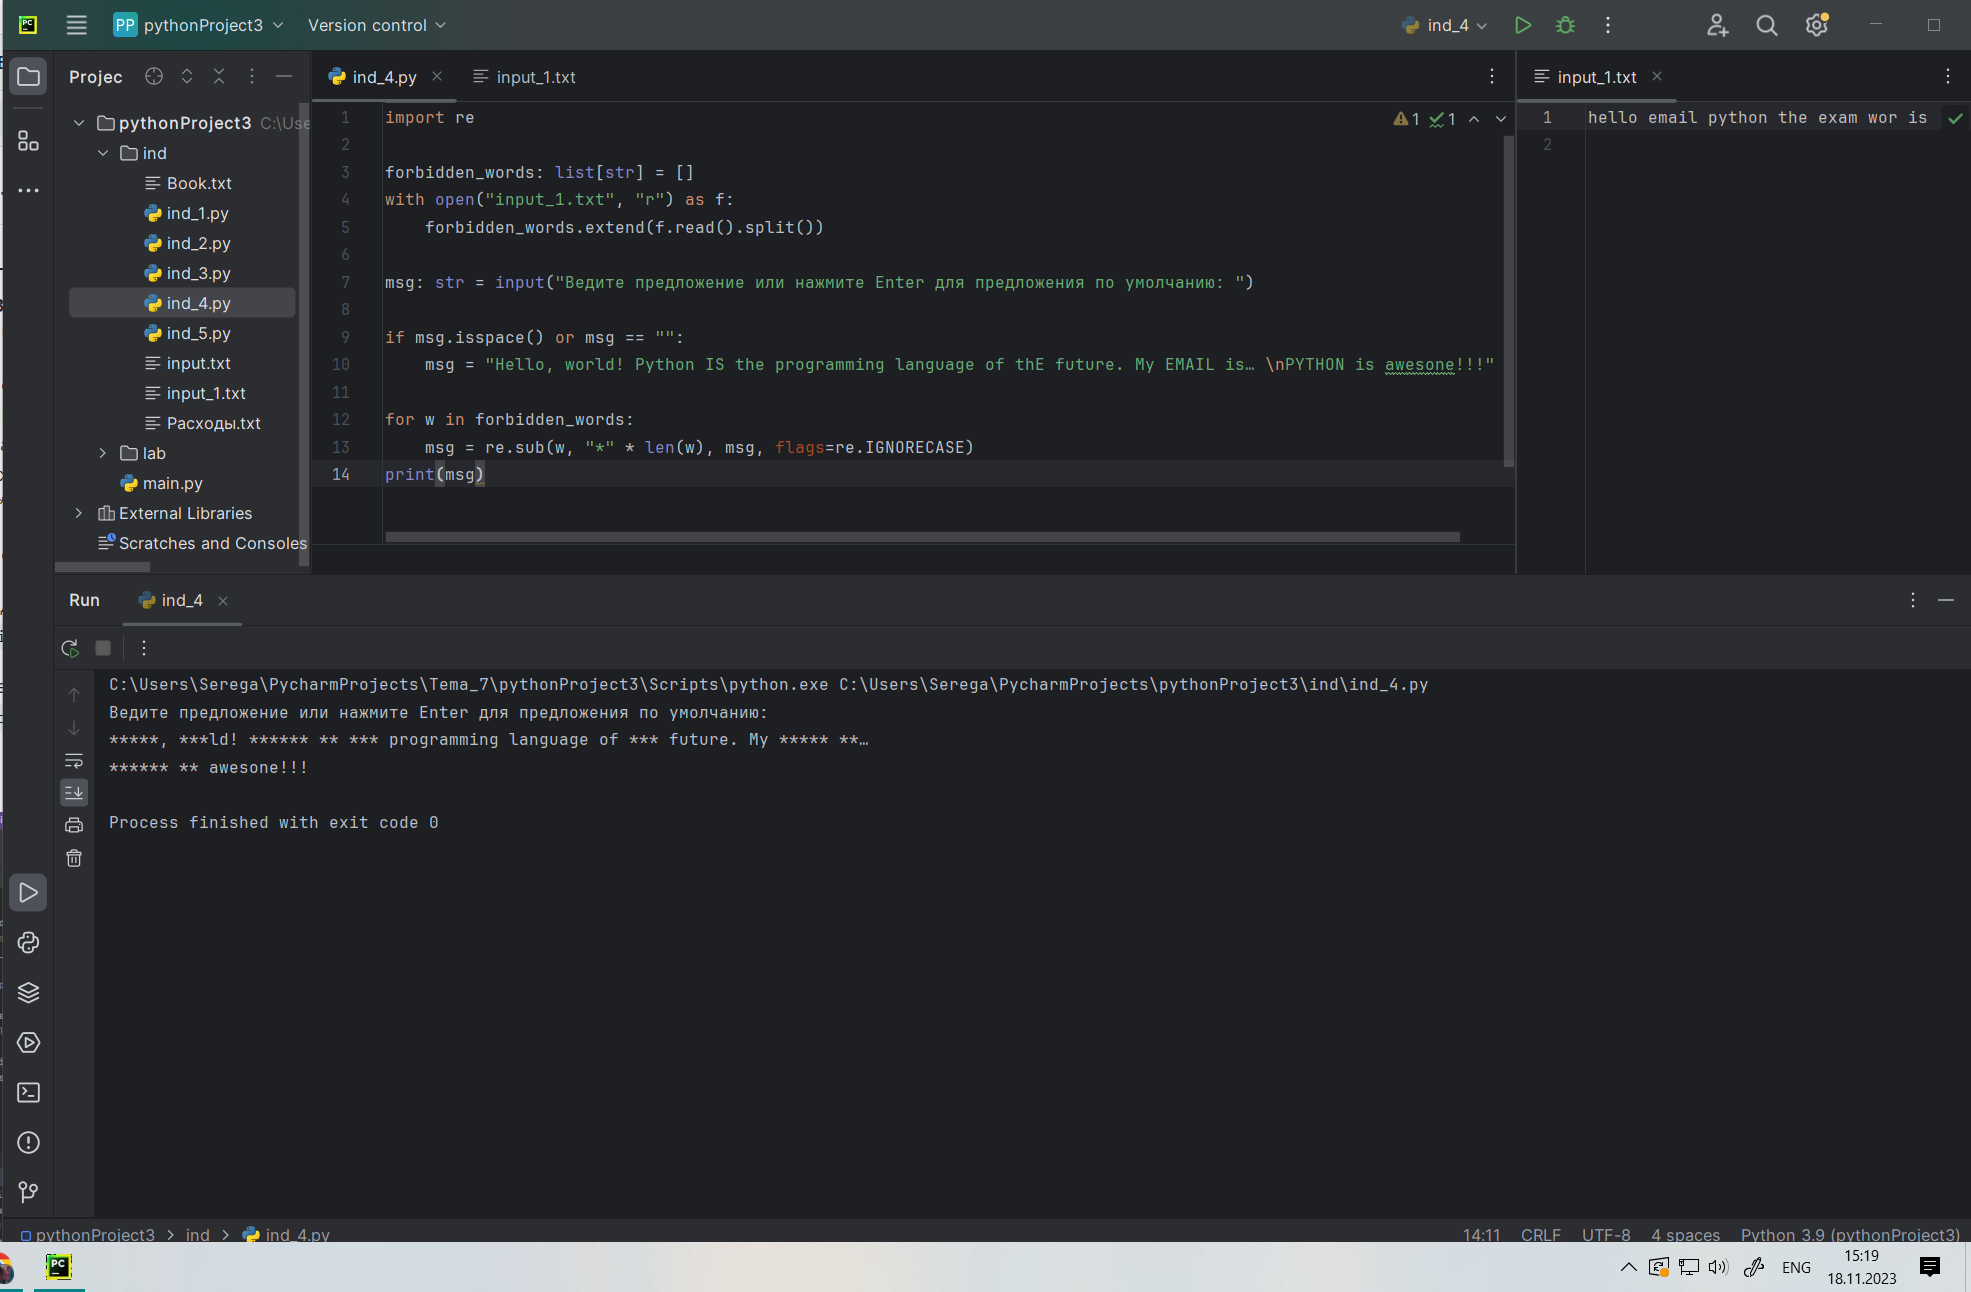 PC
PP pythonProject3
Version control
ind_4
Projec
pythonProject3 C:\Use
ind
Book.txt
ind_1.py
ind_2.py
ind_3.py
ind_4.py
ind_5.py
input.txt
input_1.txt
Расходы.txt
lab
main.py
External Libraries
Scratches and Consoles
ind_4.py
input_1.txt
1 import re
2
3 forbidden_words: list[str] = []
4 with open("input_1.txt", "r") as f:
5 forbidden_words.extend(f.read().split())
6
7 msg: str = input("Ведите предложение или нажмите Enter для предложения по умолчанию: ")
8
9 if msg.isspace() or msg == "":
10 msg = "Hello, world! Python IS the programming language of thE future. My EMAIL is… \nPYTHON is awesone!!!"
11
12 for w in forbidden_words:
13 msg = re.sub(w, "*" * len(w), msg, flags=re.IGNORECASE)
14 print(msg)
1 1
input_1.txt
1 hello email python the exam wor is
2
Run ind_4
C:\Users\Serega\PycharmProjects\Tema_7\pythonProject3\Scripts\python.exe C:\Users\Serega\PycharmProjects\pythonProject3\ind\ind_4.py
Ведите предложение или нажмите Enter для предложения по умолчанию:
*****, ***ld! ****** ** *** programming language of *** future. My ***** **…
****** ** awesone!!!
Process finished with exit code 0
pythonProject3 > ind > ind_4.py
14:11 CRLF UTF-8 4 spaces Python 3.9 (pythonProject3)
PC
ENG
15:19
18.11.2023